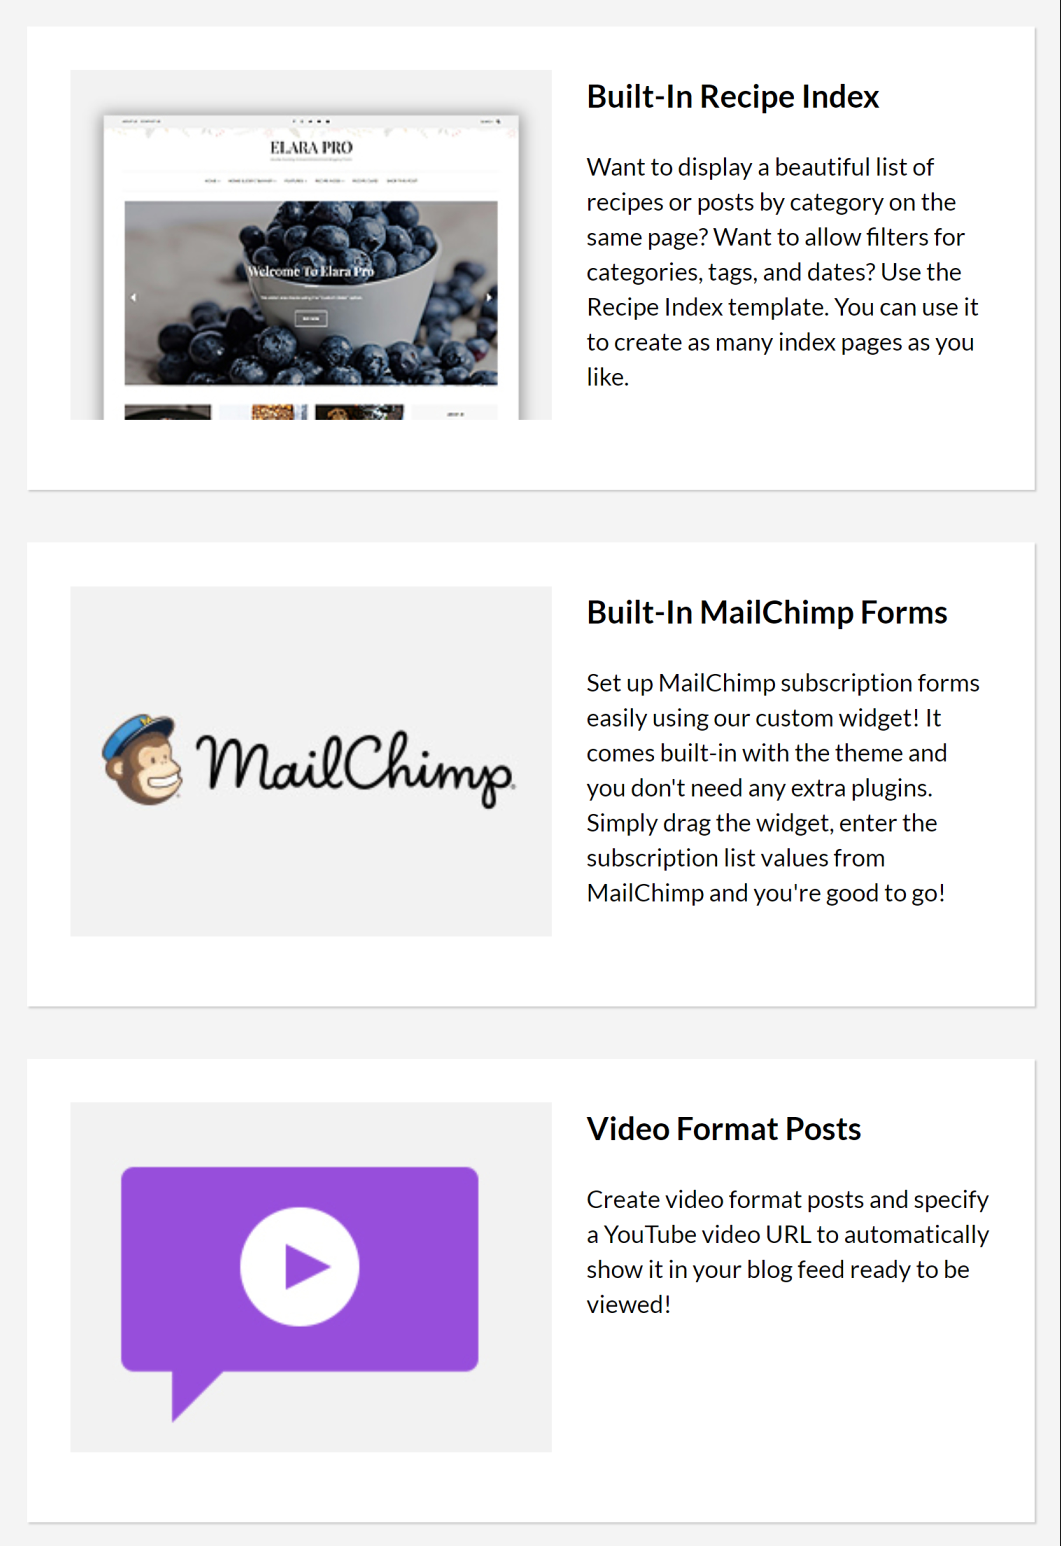 Built-In Recipe Index
ELARA PRO
Want to display a beautiful list of
recipes or posts by category on the
same page? Want to allow filters for
categories, tags, and dates? Use the
Recipe Index template. You can use it
to create as many index pages as you
like.
Welcome To Elara Pro
Built-In MailChimp Forms
Set up MailChimp subscription forms
easily using our custom widget! It
comes built-in with the theme and
you don't need any extra plugins.
Simply drag the widget, enter the
subscription list values from
MailChimp and you're good to go!
MailChimp
Video Format Posts
Create video format posts and specify
a YouTube video URL to automatically
show it in your blog feed ready to be
viewed!